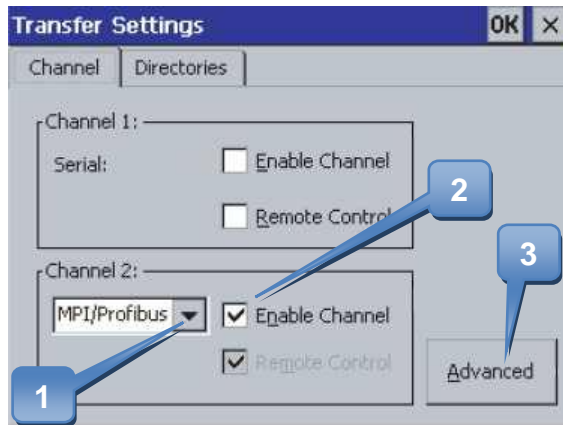 Transfer Settings OK ×
Channel Directories
Channel 1:
Serial: Enable Channel
Remote Control
2
3
Channel 2:
MPI/Profibus Enable Channel
Remote Control
Advanced
1